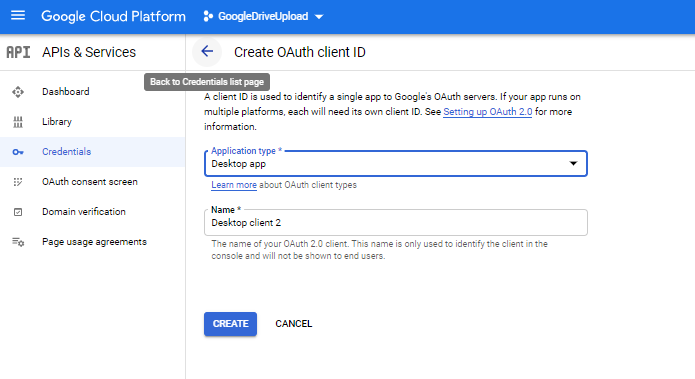 Google Cloud Platform
GoogleDriveUpload
API
APIs & Services
Create OAuth client ID
Back to Credentials list page
Dashboard
Library
Credentials
OAuth consent screen
Domain verification
Page usage agreements
A client ID is used to identify a single app to Google's OAuth servers. If your app runs on
multiple platforms, each will need its own client ID. See Setting up OAuth 2.0 for more
information.
Application type *
Desktop app
Learn more about OAuth client types
Name *
Desktop client 2
The name of your OAuth 2.0 client. This name is only used to identify the client in the
console and will not be shown to end users.
CREATE
CANCEL